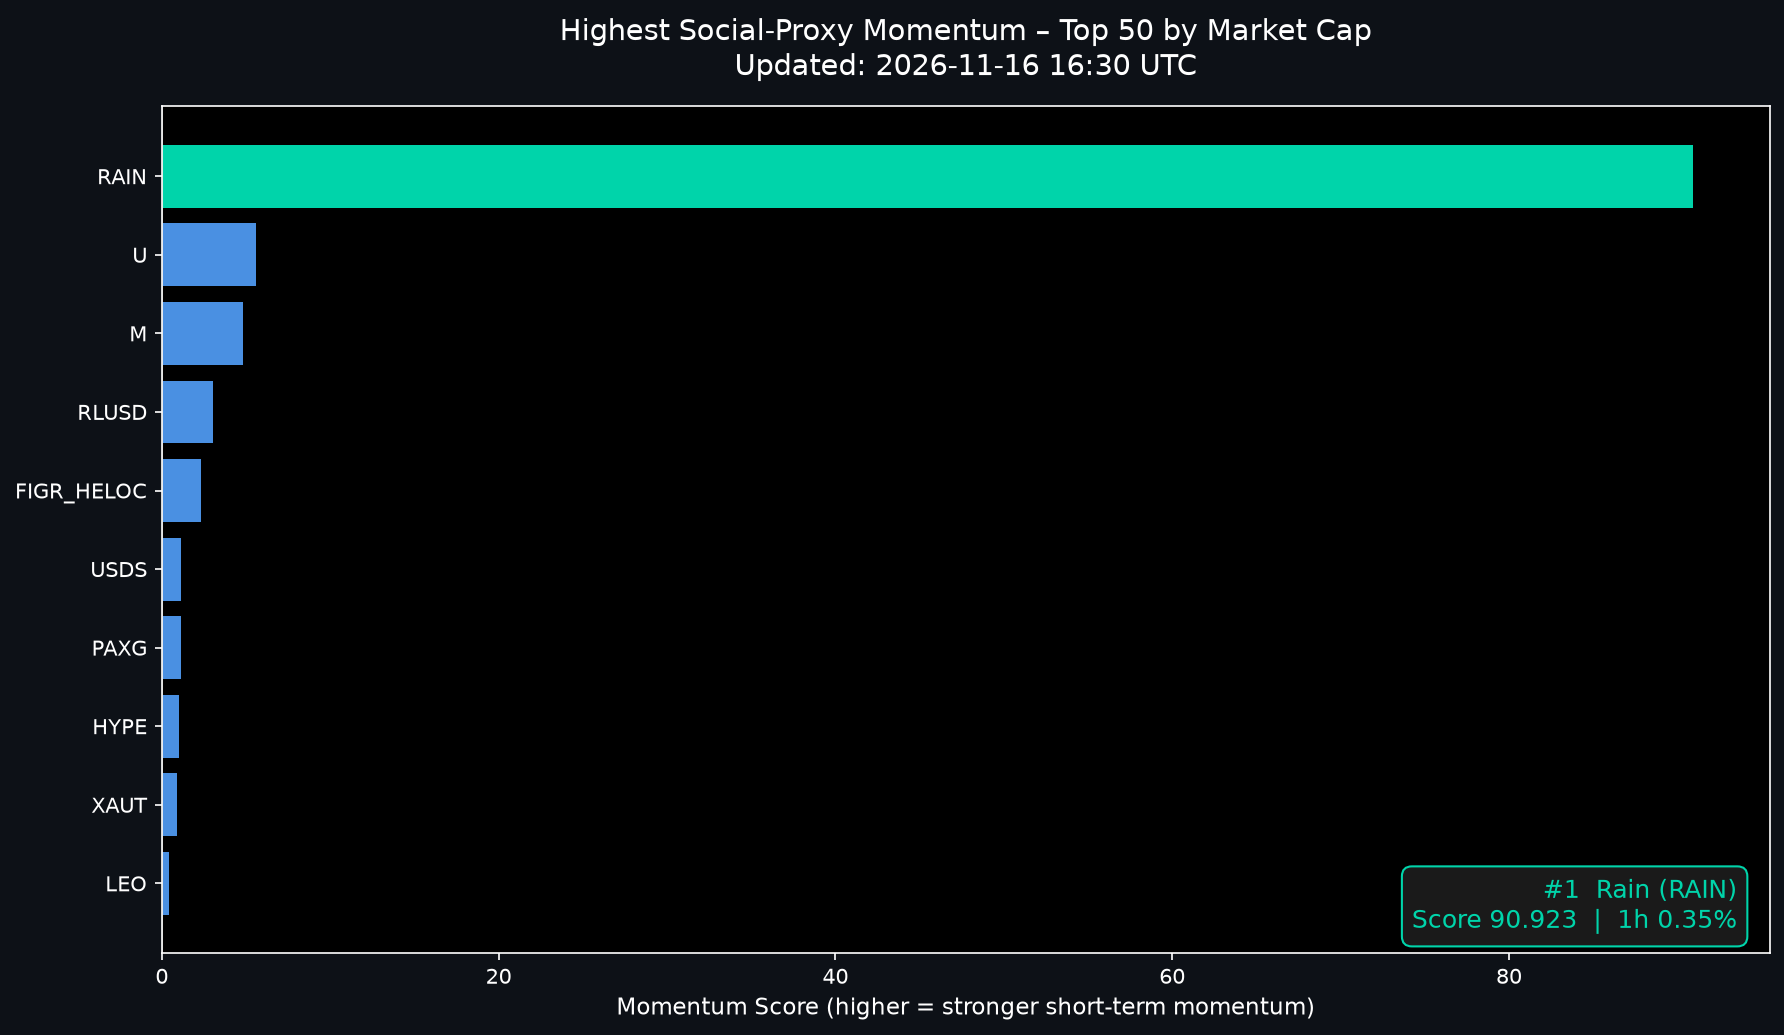 Highest Social-Proxy Momentum – Top 50 by Market Cap
Updated: 2026-11-16 16:30 UTC
RAIN
U
M
RLUSD
FIGR_HELOC
USDS
PAXG
HYPE
XAUT
LEO
#1 Rain (RAIN)
Score 90.923 | 1h 0.35%
0 20 40 60 80
Momentum Score (higher = stronger short-term momentum)